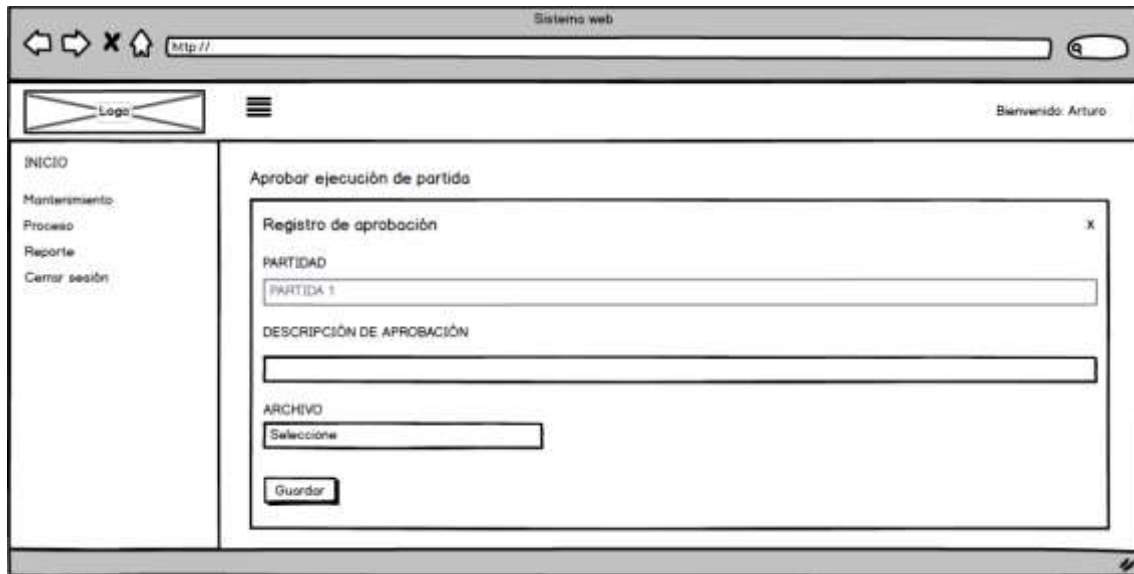 Sistema web
http://
Logo
Bienvenido: Arturo
INICIO
Mantenimiento
Proceso
Reporte
Cerrar sesión
Aprobar ejecución de partida
Registro de aprobación
x
PARTIDAD
PARTIDA 1
DESCRIPCIÓN DE APROBACIÓN
ARCHIVO
Seleccione
Guardar